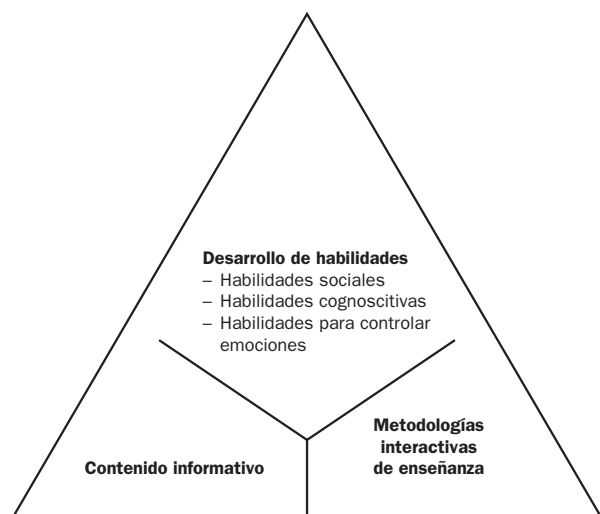 Desarrollo de habilidades
– Habilidades sociales
– Habilidades cognoscitivas
– Habilidades para controlar
emociones
Contenido informativo
Metodologías
interactivas
de enseñanza